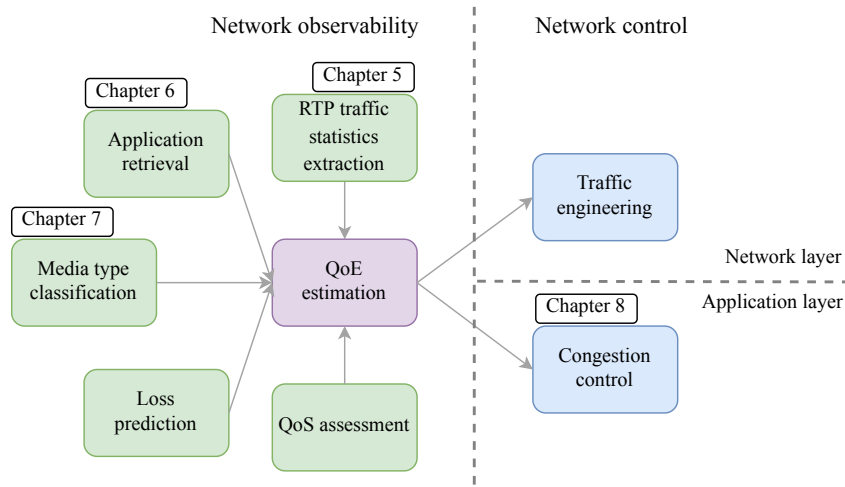 Network observability
Network control
Chapter 5
Chapter 6
RTP traffic
statistics
extraction
Application
retrieval
Traffic
engineering
Chapter 7
Media type
classification
QoE
estimation
Network layer
Application layer
Chapter 8
Congestion
control
Loss
prediction
QoS assessment